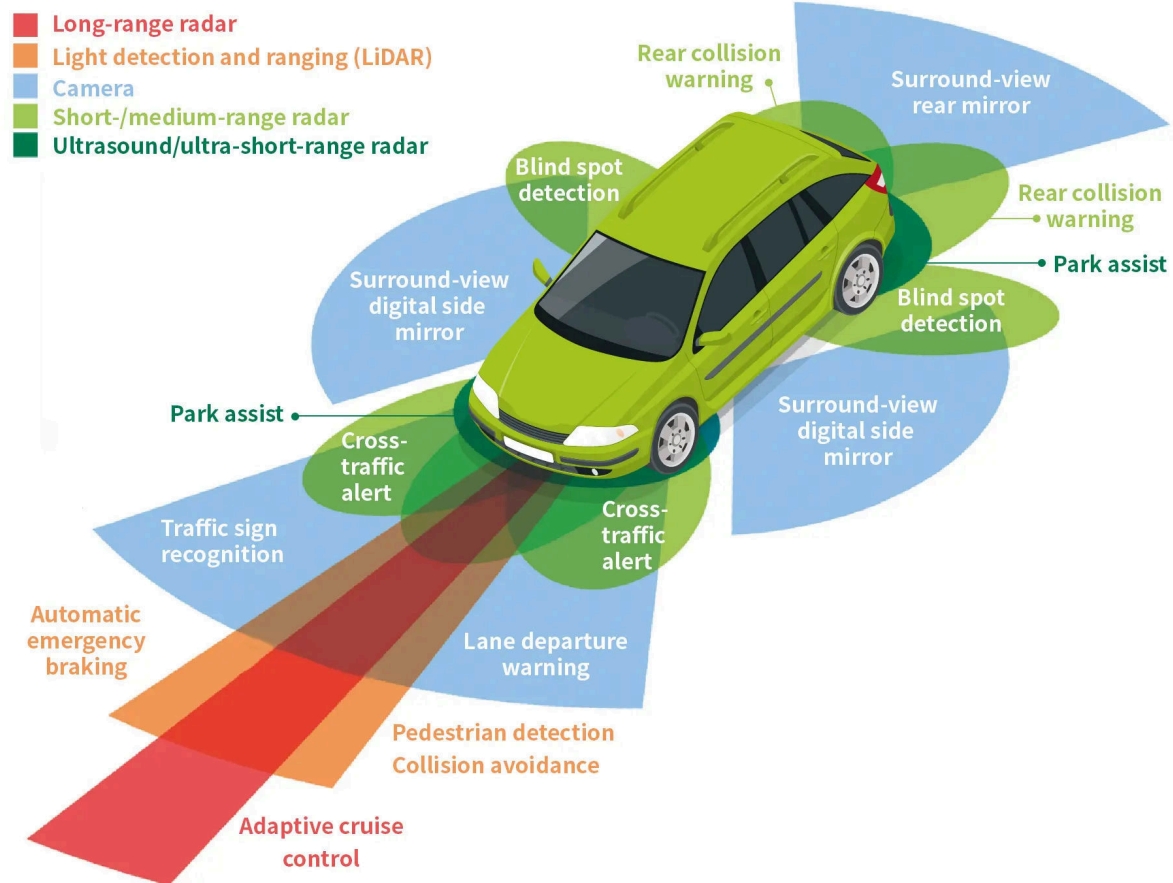 Long-range radar
Light detection and ranging (LiDAR)
Camera
Short-/medium-range radar
Ultrasound/ultra-short-range radar
Rear collision
warning
Surround-view
rear mirror
Blind spot
detection
Rear collision
warning
Park assist
Surround-view
digital side
mirror
Blind spot
detection
Park assist
Surround-view
digital side
mirror
Cross-
traffic
alert
Cross-
traffic
alert
Traffic sign
recognition
Automatic
emergency
braking
Lane departure
warning
Pedestrian detection
Collision avoidance
Adaptive cruise
control